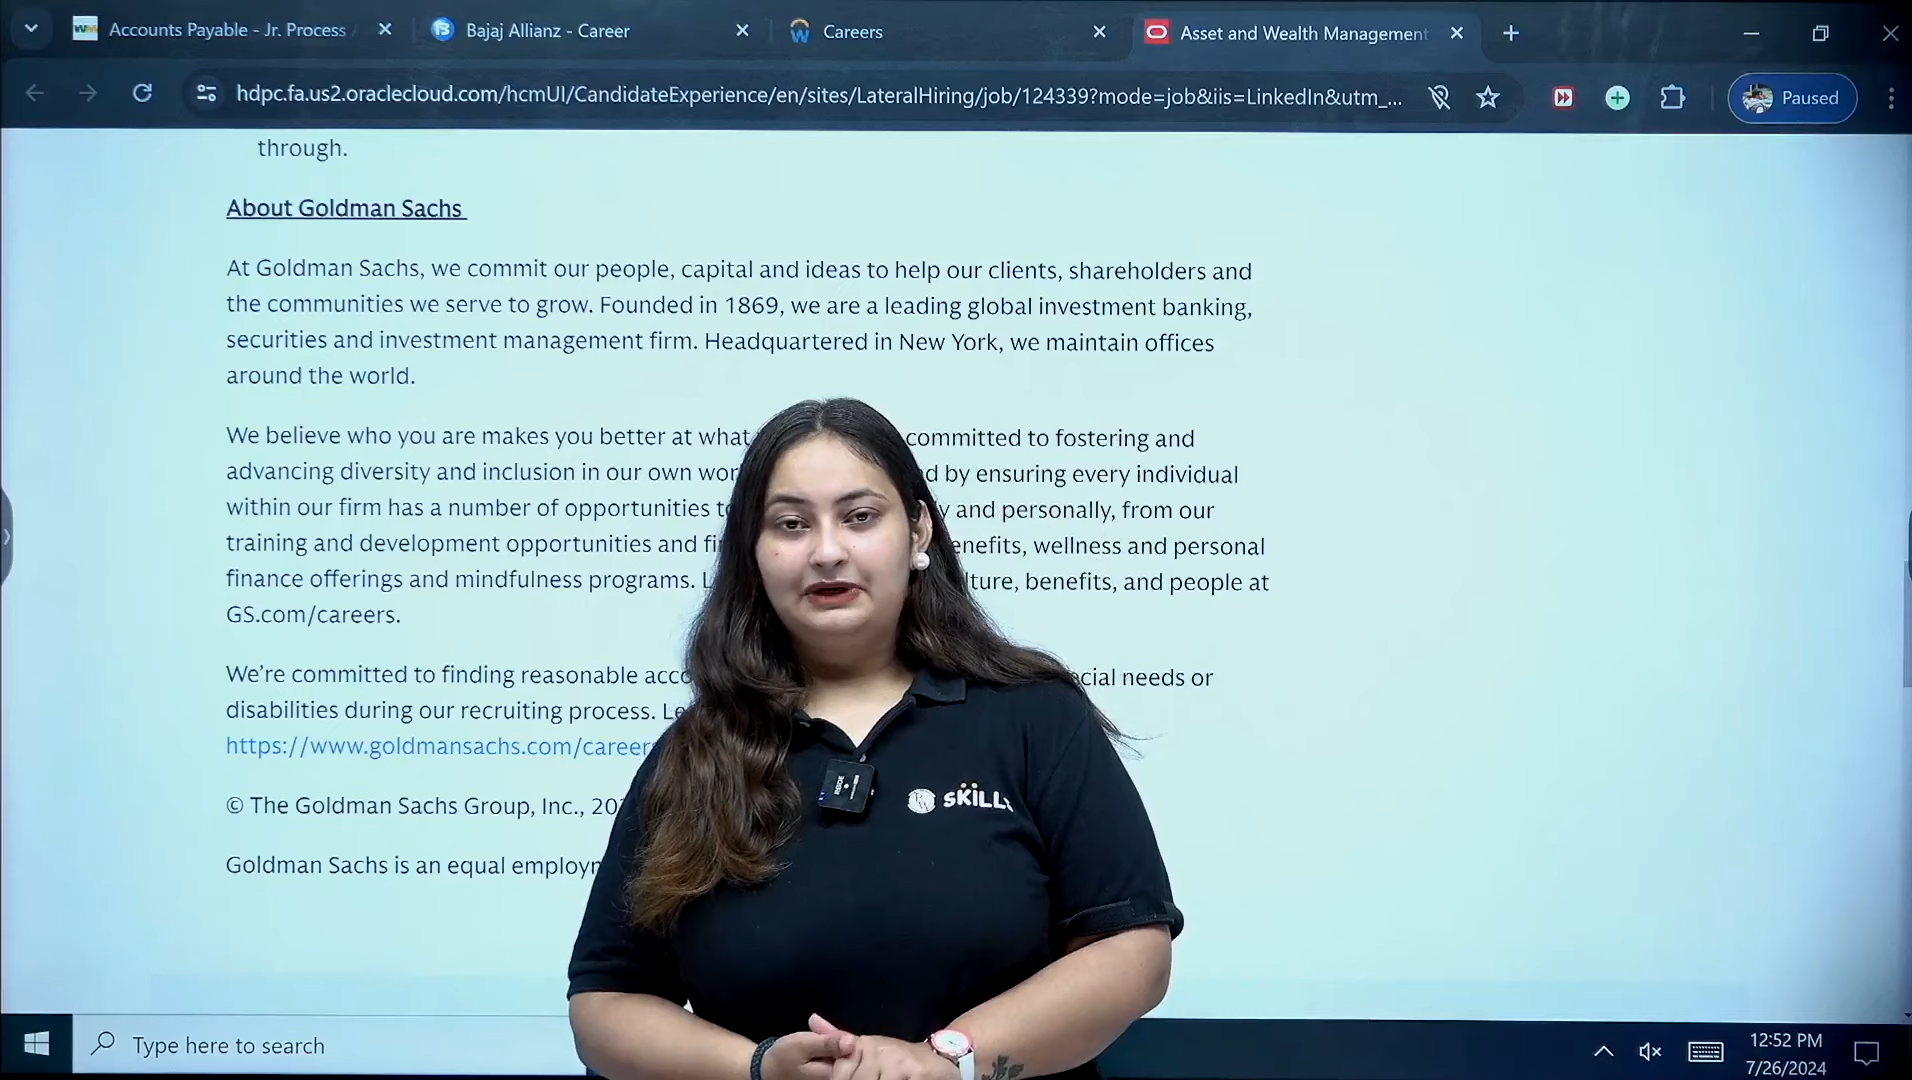 Accounts Payable - Jr. Process
Bajaj Allianz - Career
Careers
Asset and Wealth Management
hdpc.fa.us2.oraclecloud.com/hcmUI/CandidateExperience/en/sites/LateralHiring/job/124339?mode=job&iis=LinkedIn&utm_...
Paused
through.
About Goldman Sachs
At Goldman Sachs, we commit our people, capital and ideas to help our clients, shareholders and
the communities we serve to grow. Founded in 1869, we are a leading global investment banking,
securities and investment management firm. Headquartered in New York, we maintain offices
around the world.
We believe who you are makes you better at what committed to fostering and
advancing diversity and inclusion in our own by ensuring every individual
within our firm has a number of opportunities and personally, from our
training and development opportunities and wellness and personal
finance offerings and mindfulness programs. benefits, and people at
GS.com/careers.
We’re committed to finding reasonable needs or
disabilities during our recruiting process.
https://www.goldmansachs.com/career
© The Goldman Sachs Group, Inc.,
Goldman Sachs is an equal
SKILLS
RØDE
Type here to search
12:52 PM
7/26/2024